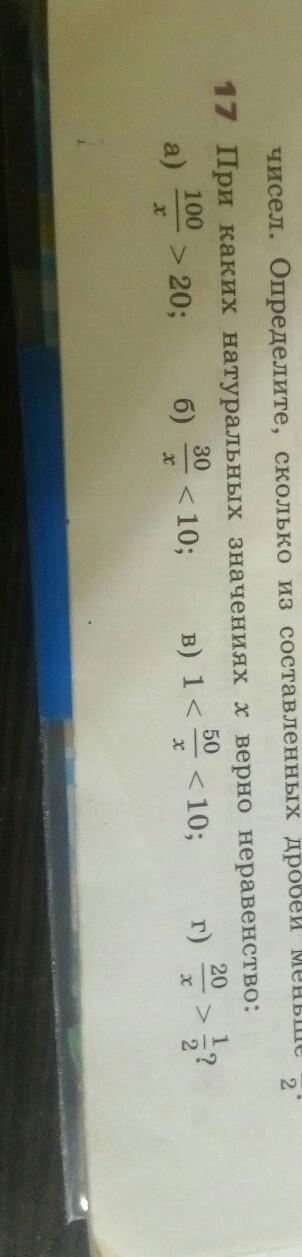 чисел. Определите, сколько из составленных дробей меньше 1/2.
17 При каких натуральных значениях x верно неравенство:
а) 100/x > 20; б) 30/x < 10; в) 1 < 50/x < 10; г) 20/x > 1/2?